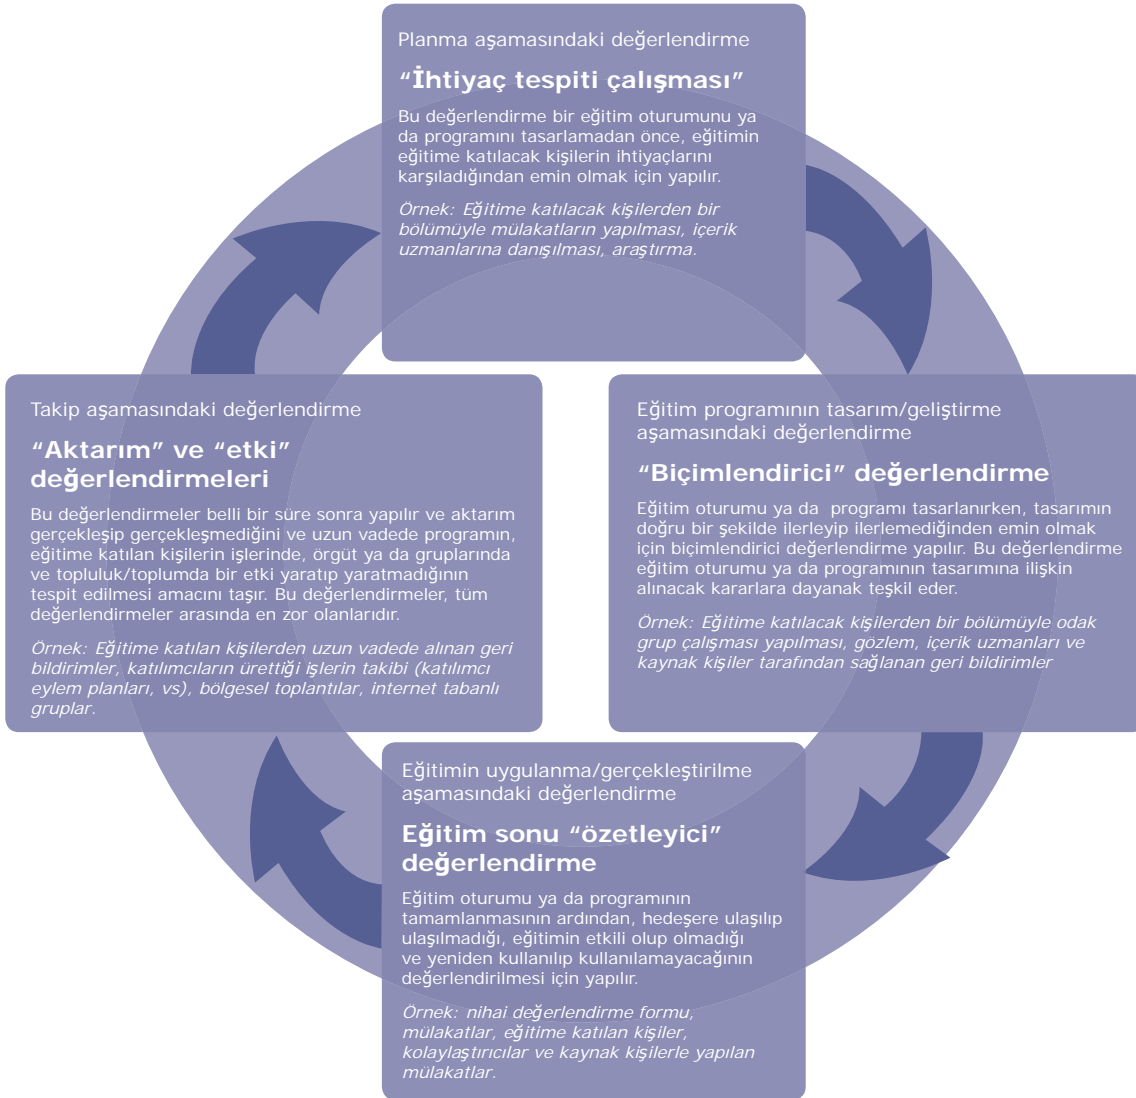 Planma aşamasındaki değerlendirme
“İhtiyaç tespiti çalışması”
Bu değerlendirme bir eğitim oturumunu ya
da programını tasarlamadan önce, eğitimin
eğitime katılacak kişilerin ihtiyaçlarını
karşıladığından emin olmak için yapılır.
Örnek: Eğitime katılacak kişilerden bir
bölümüyle mülakatların yapılması, içerik
uzmanlarına danışılması, araştırma.
Eğitim programının tasarım/geliştirme
aşamasındaki değerlendirme
“Biçimlendirici” değerlendirme
Eğitim oturumu ya da programı tasarlanırken, tasarımın
doğru bir şekilde ilerleyip ilerlemediğinden emin olmak
için biçimlendirici değerlendirme yapılır. Bu değerlendirme
eğitim oturumu ya da programının tasarımına ilişkin
alınacak kararlara dayanak teşkil eder.
Örnek: Eğitime katılacak kişilerden bir bölümüyle odak
grup çalışması yapılması, gözlem, içerik uzmanları ve
kaynak kişiler tarafından sağlanan geri bildirimler
Eğitimin uygulanma/gerçekleştirilme
aşamasındaki değerlendirme
Eğitim sonu “özetleyici”
değerlendirme
Eğitim oturumu ya da programının
tamamlanmasının ardından, hedeşere ulaşılıp
ulaşılmadığı, eğitimin etkili olup olmadığı
ve yeniden kullanılıp kullanılamayacağının
değerlendirilmesi için yapılır.
Örnek: nihai değerlendirme formu,
mülakatlar, eğitime katılan kişiler,
kolaylaştırıcılar ve kaynak kişilerle yapılan
mülakatlar.
Takip aşamasındaki değerlendirme
“Aktarım” ve “etki”
değerlendirmeleri
Bu değerlendirmeler belli bir süre sonra yapılır ve aktarım
gerçekleşip gerçekleşmediğini ve uzun vadede programın,
eğitime katılan kişilerin işlerinde, örgüt ya da gruplarında
ve topluluk/toplumda bir etki yaratıp yaratmadığının
tespit edilmesi amacını taşır. Bu değerlendirmeler, tüm
değerlendirmeler arasında en zor olanlarıdır.
Örnek: Eğitime katılan kişilerden uzun vadede alınan geri
bildirimler, katılımcıların ürettiği işlerin takibi (katılımcı
eylem planları, vs), bölgesel toplantılar, internet tabanlı
gruplar.